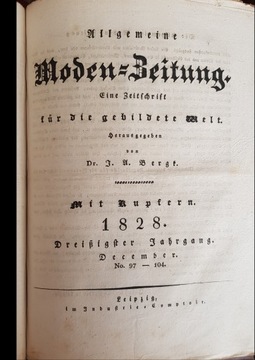 Allgemeine
Moden-Zeitung.
Eine Zeitschrift
für die gebildete Welt.
Herausgegeben
von
Dr. J. A. Bergk.
Mit Kupfern.
1828.
Dreißigster Jahrgang.
December.
No. 97 — 104.
Leipzig,
im Industrie-Comptoir.